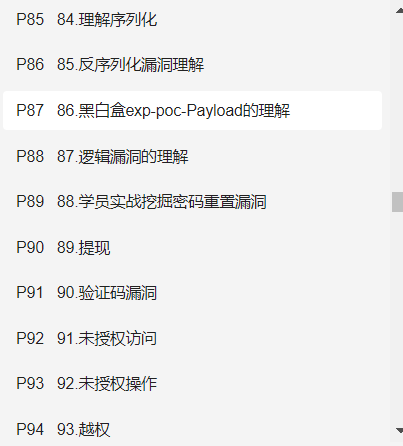 P85 84.理解序列化
P86 85.反序列化漏洞理解
P87 86.黑白盒exp-poc-Payload的理解
P88 87.逻辑漏洞的理解
P89 88.学员实战挖掘密码重置漏洞
P90 89.提现
P91 90.验证码漏洞
P92 91.未授权访问
P93 92.未授权操作
P94 93.越权